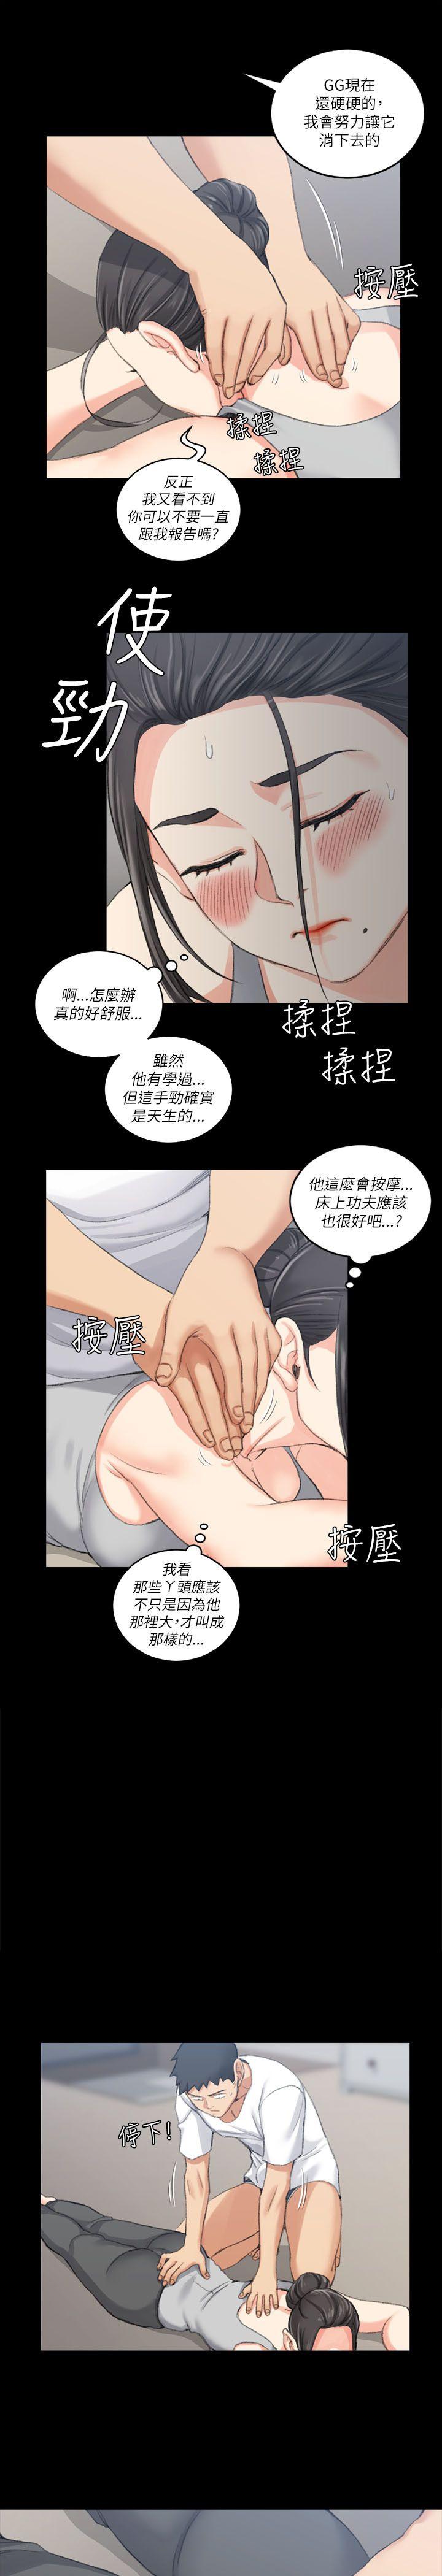 GG現在
還硬硬的，
我會努力讓它
消下去的
按壓
揉捏
揉捏
反正
我又看不到
你可以不要一直
跟我報告嗎?
使
勁
啊...怎麼辦
真的好舒服...
揉捏
揉捏
雖然
他有學過...
但這手勁確實
是天生的...
他這麼會按摩...
床上功夫應該
也很好吧...?
按壓
按壓
我看
那些丫頭應該
不只是因為他
那裡大，才叫成
那樣的...
停下!